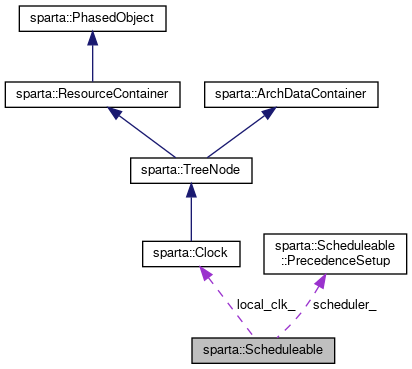 sparta::PhasedObject
sparta::ResourceContainer
sparta::ArchDataContainer
sparta::TreeNode
sparta::Clock
sparta::Scheduleable
::PrecedenceSetup
local_clk_
scheduler_
sparta::Scheduleable